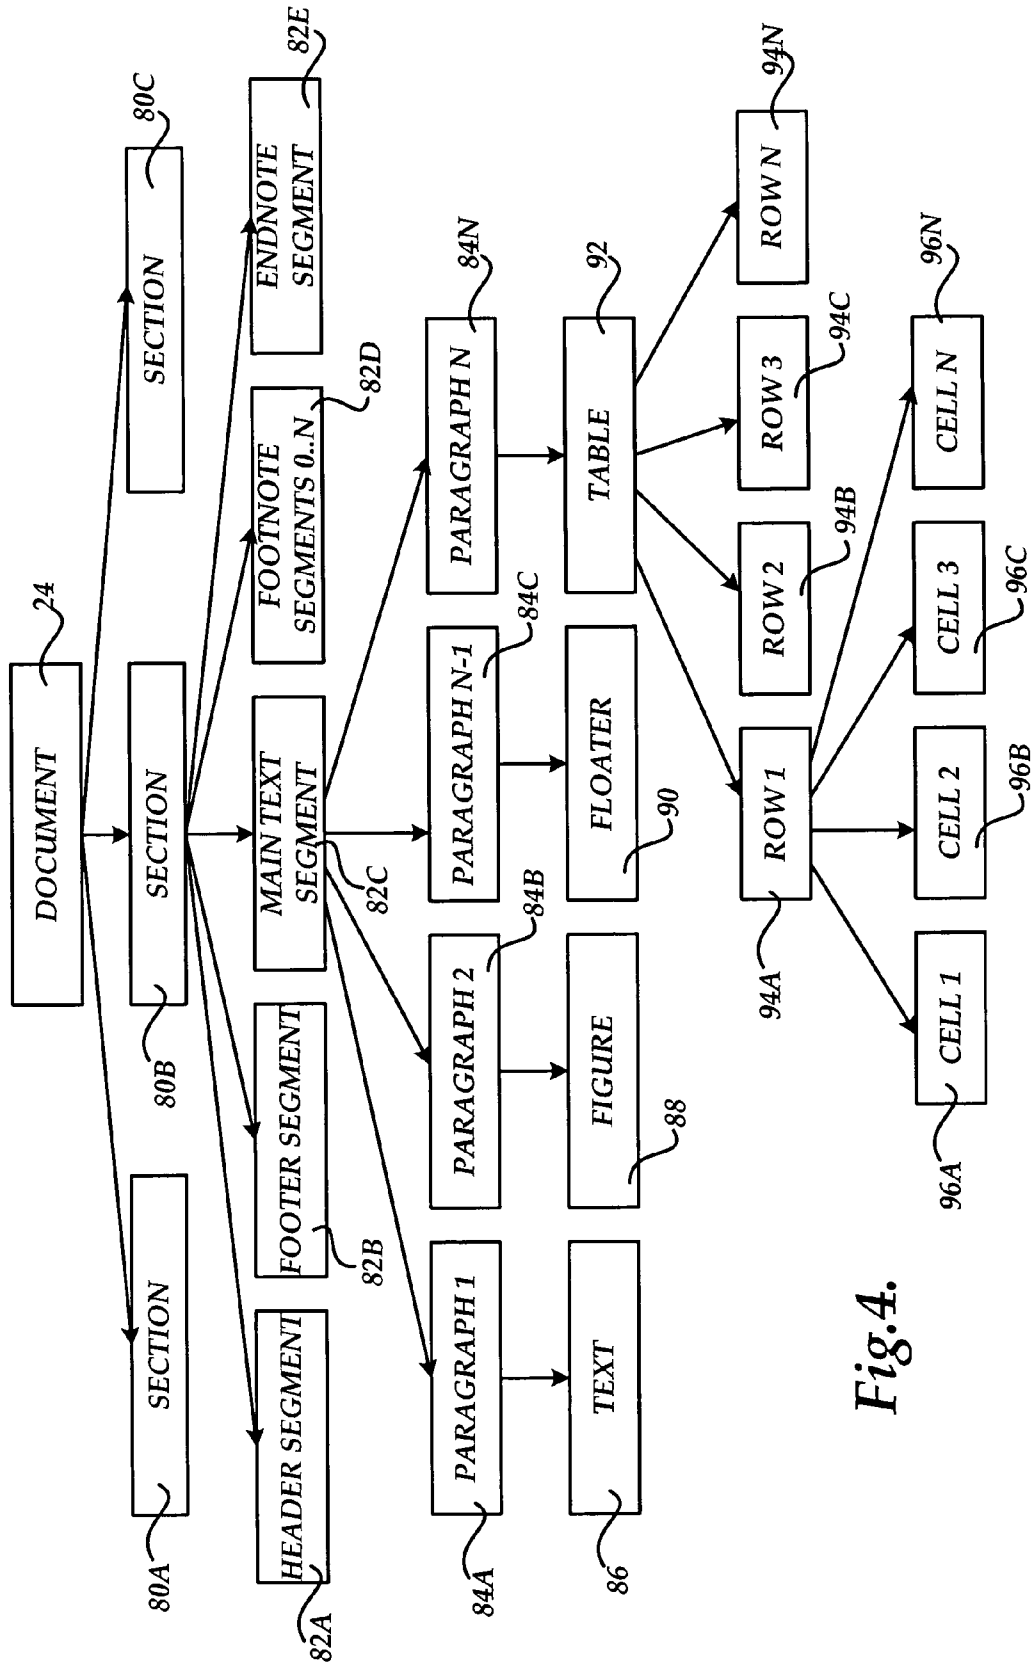 DOCUMENT
24
SECTION
80A
SECTION
80B
SECTION
80C
HEADER SEGMENT
82A
FOOTER SEGMENT
82B
MAIN TEXT
SEGMENT
82C
FOOTNOTE
SEGMENTS 0..N
82D
ENDNOTE
SEGMENT
82E
PARAGRAPH 1
84A
PARAGRAPH 2
84B
PARAGRAPH N-1
84C
PARAGRAPH N
84N
TEXT
86
FIGURE
88
FLOATER
90
TABLE
92
ROW 1
94A
ROW 2
94B
ROW 3
94C
ROW N
94N
CELL 1
96A
CELL 2
96B
CELL 3
96C
CELL N
96N
Fig.4.